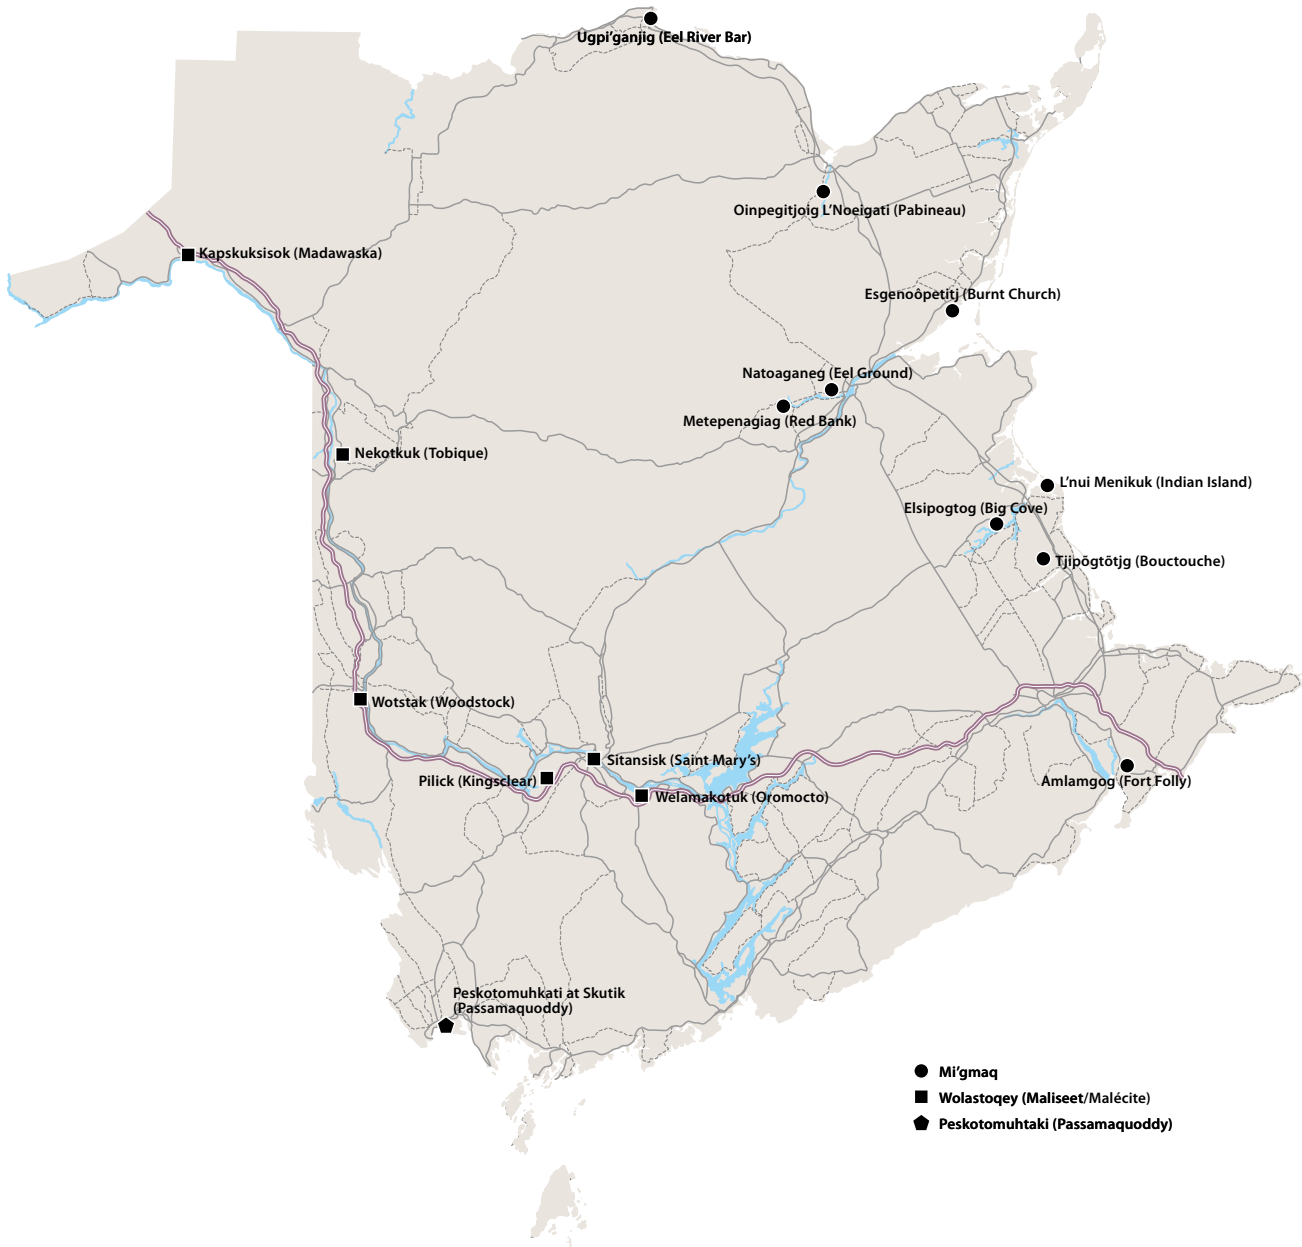 Ugpi'ganjig (Eel River Bar)
Oinpegitjoig L'Noeigati (Pabineau)
Kapskuksisok (Madawaska)
Esgenoôpetitj (Burnt Church)
Natoaganeg (Eel Ground)
Metepenagiag (Red Bank)
Nekotkuk (Tobique)
L'nui Menikuk (Indian Island)
Elsipogtog (Big Cove)
Tjipõgtõtjg (Bouctouche)
Wotstak (Woodstock)
Sitansisk (Saint Mary's)
Pilick (Kingsclear)
Amlamgog (Fort Folly)
Welamakotuk (Oromocto)
Peskotomuhkati at Skutik
(Passamaquoddy)
Mi'gmaq
Wolastoqey (Maliseet/Malécite)
Peskotomuhtaki (Passamaquoddy)